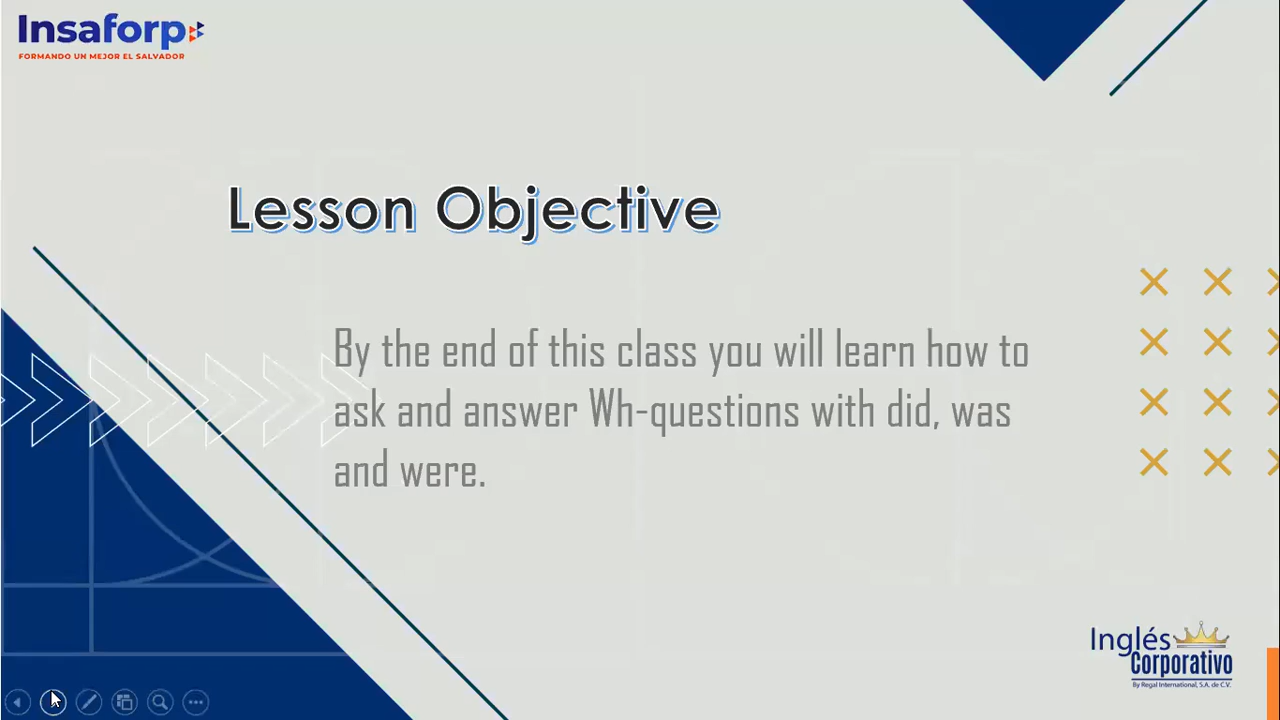 Insaforp
FORMANDO UN MEJOR EL SALVADOR
Lesson Objective
By the end of this class you will learn how to
ask and answer Wh-questions with did, was
and were.
Inglés
Corporativo
By Regal International, S.A. de C.V.